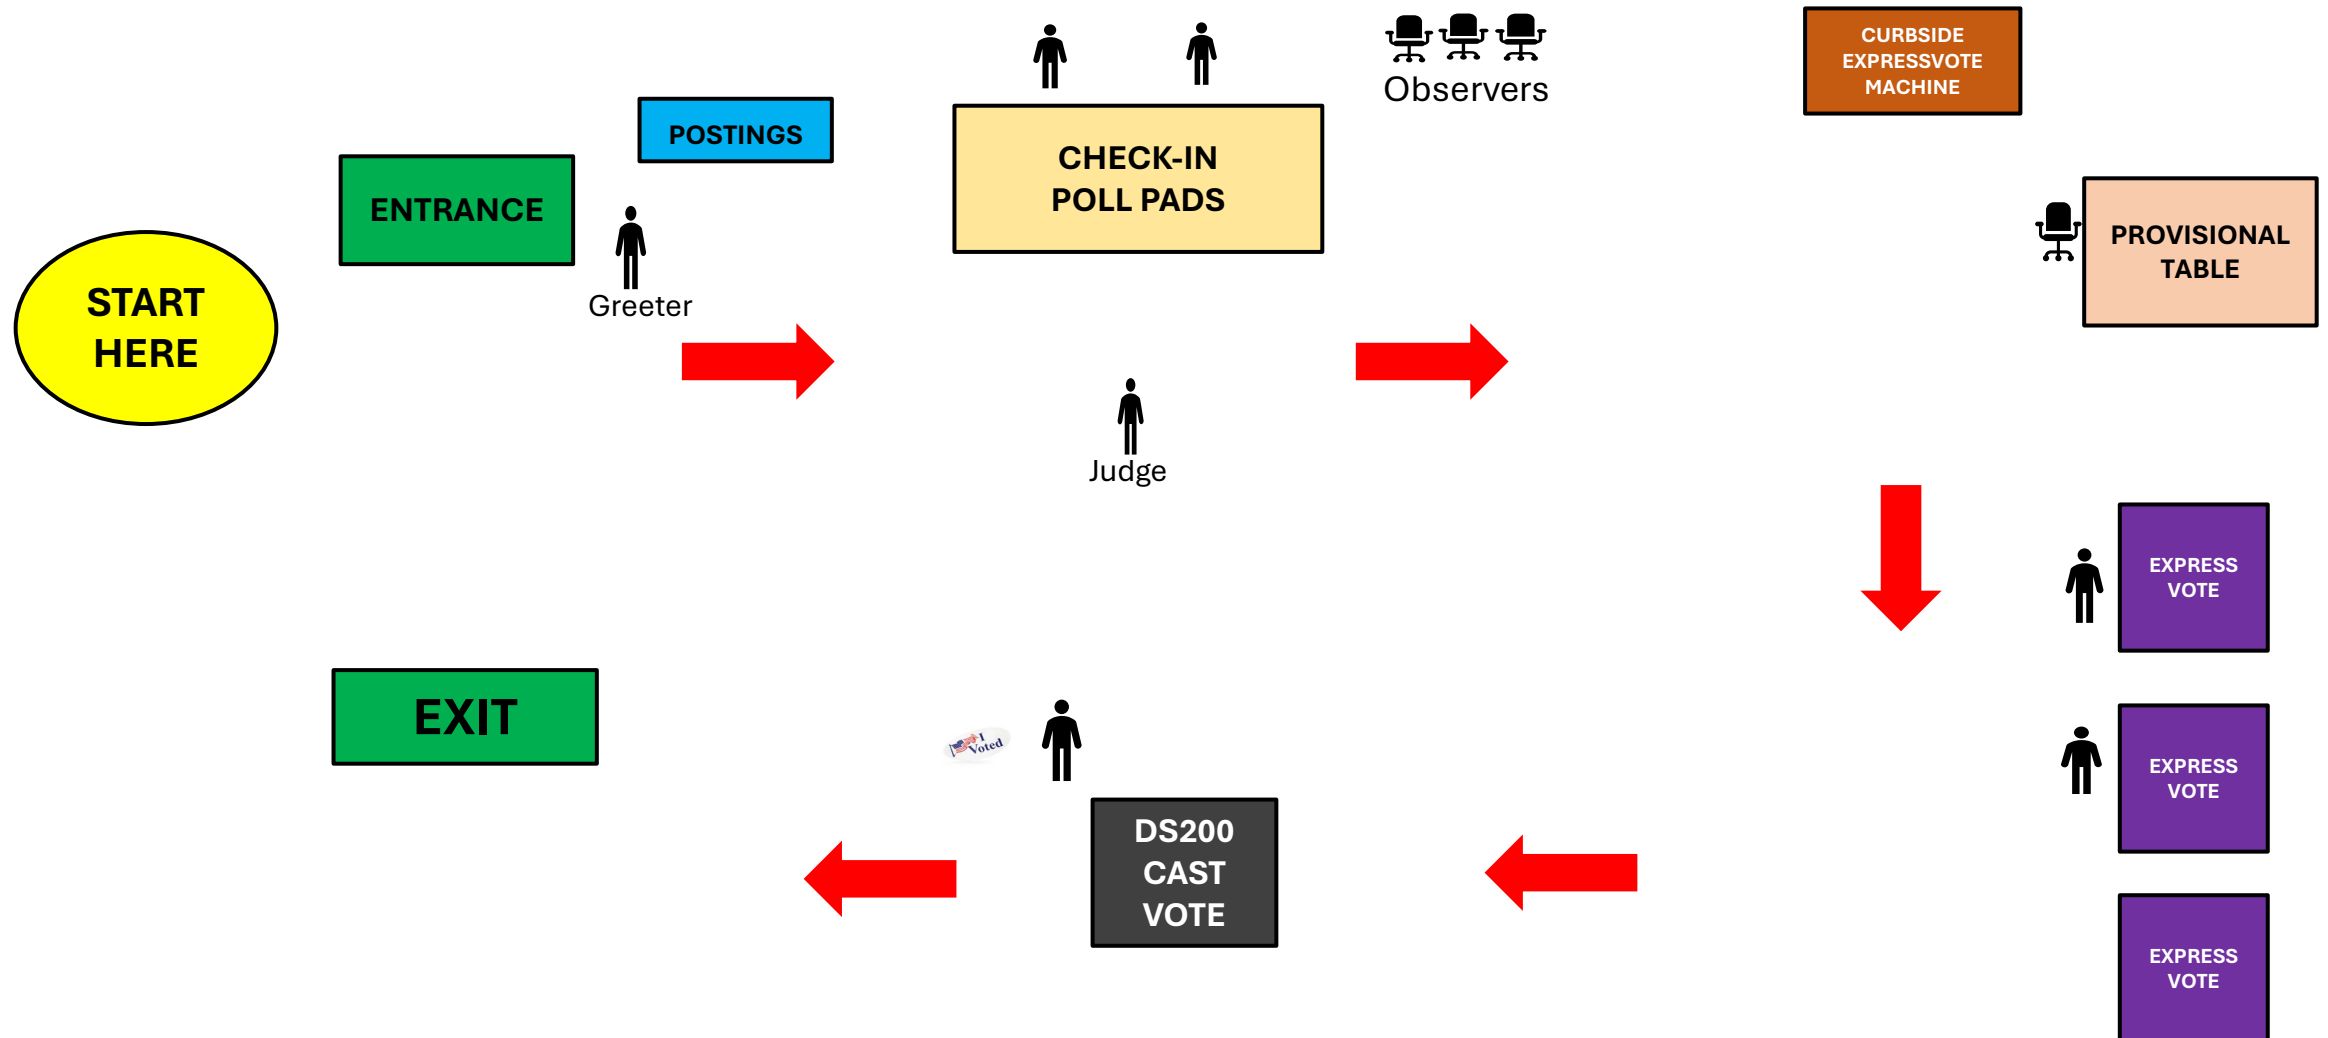 START
HERE
ENTRANCE
POSTINGS
Greeter
CHECK-IN
POLL PADS
Judge
Observers
CURBSIDE
EXPRESSVOTE
MACHINE
PROVISIONAL
TABLE
EXPRESS
VOTE
EXPRESS
VOTE
EXPRESS
VOTE
DS200
CAST
VOTE
I
Voted
EXIT